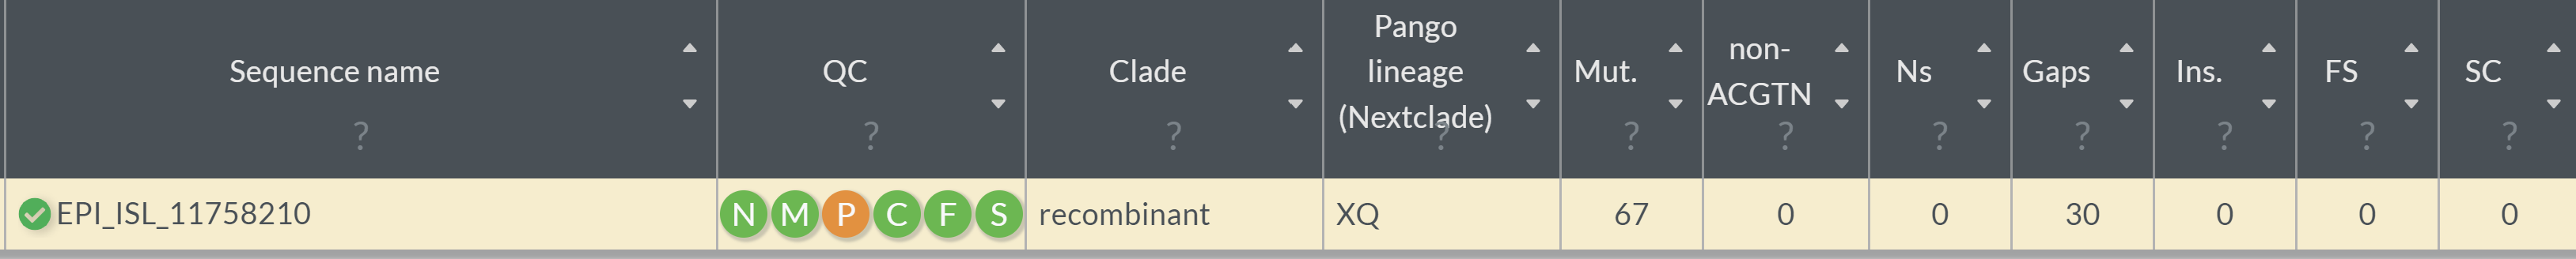 Sequence name
?
QC
?
Clade
?
Pango
lineage
(Nextclade)
?
Mut.
?
non-
ACGTN
?
Ns
?
Gaps
?
Ins.
?
FS
?
SC
?
EPI_ISL_11758210
N M P C F S
recombinant
XQ
67
0
0
30
0
0
0